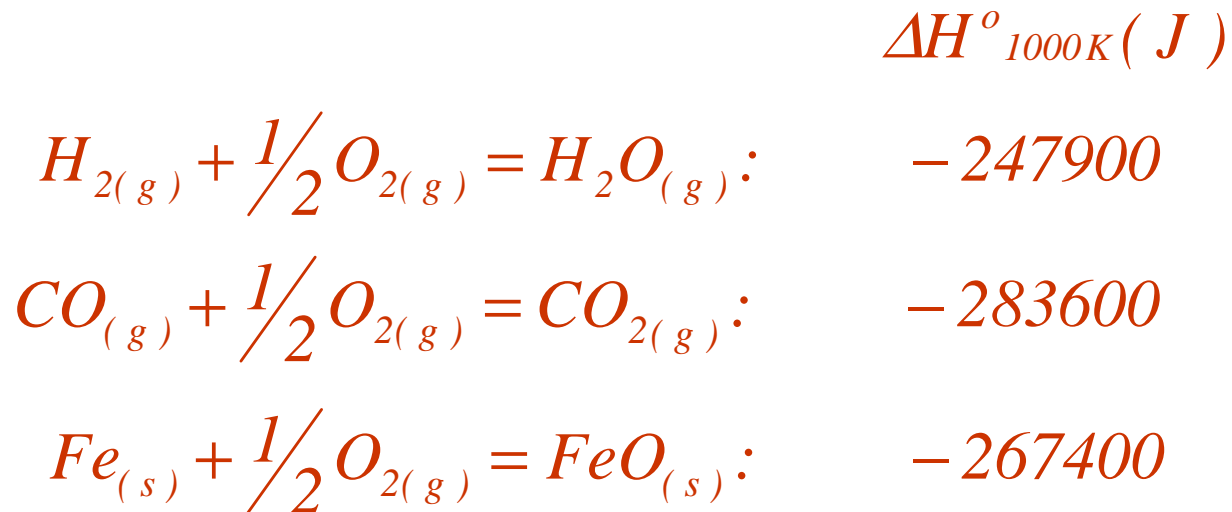 ΔH°₁₀₀₀K( J )
H₂( g ) + 1/2 O₂( g ) = H₂O( g ) : −247900
CO( g ) + 1/2 O₂( g ) = CO₂( g ) : −283600
Fe( s ) + 1/2 O₂( g ) = FeO( s ) : −267400